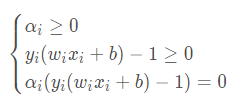 αᵢ ≥ 0
yᵢ(wᵢxᵢ + b) − 1 ≥ 0
αᵢ(yᵢ(wᵢxᵢ + b) − 1) = 0